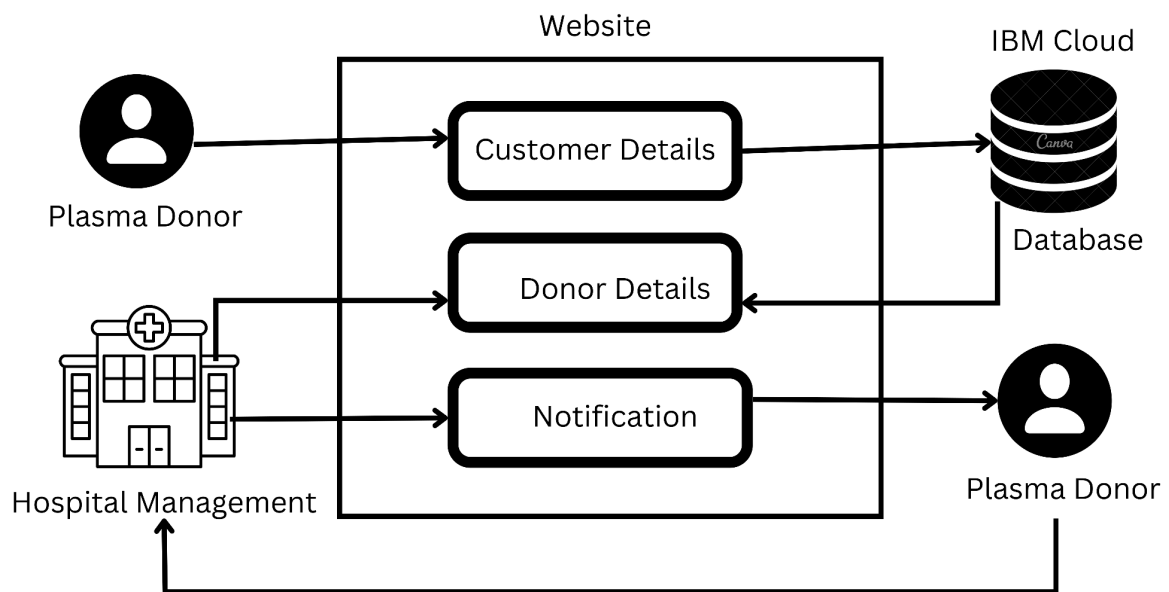 Website
IBM Cloud
Customer Details
Canva
Plasma Donor
Database
Donor Details
Notification
Hospital Management
Plasma Donor